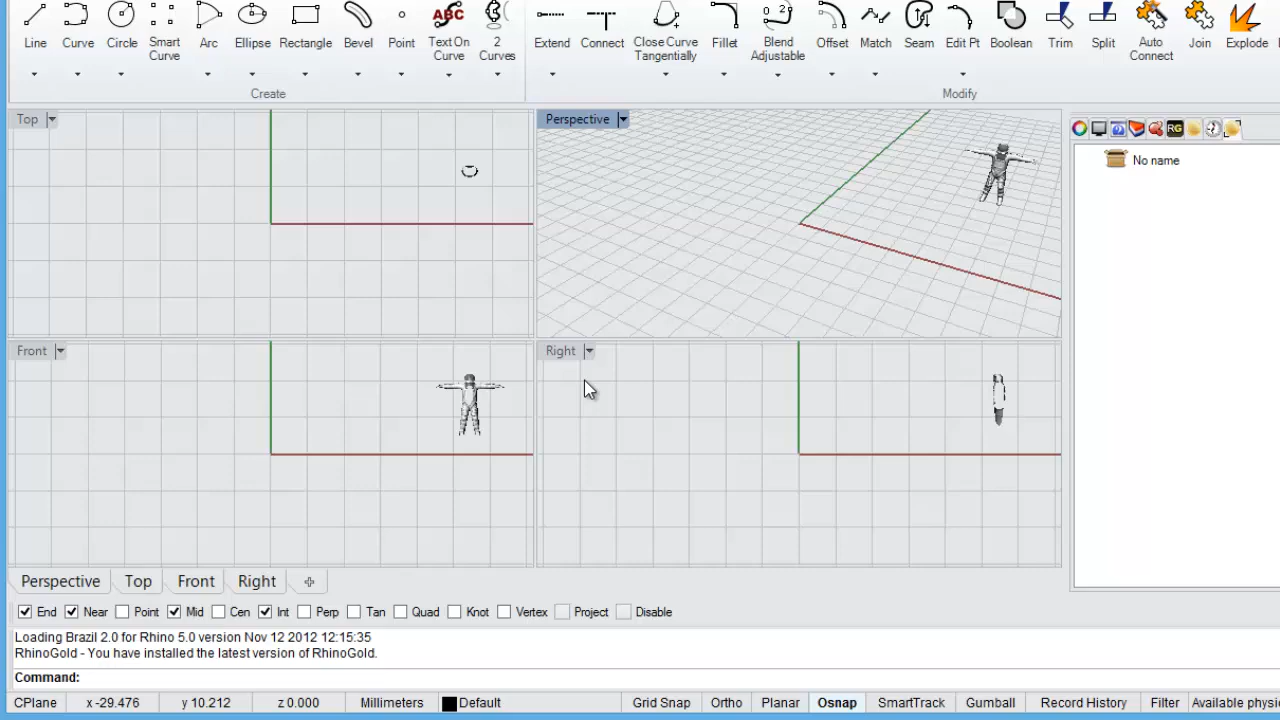 Line
Curve
Circle
Smart
Curve
Arc
Ellipse
Rectangle
Bevel
Point
ABC
Text On
Curve
2
Curves
Extend
Connect
Close Curve
Tangentially
Fillet
Blend
Adjustable
Offset
Match
Seam
Edit Pt
Boolean
Trim
Split
Auto
Connect
Join
Explode
Create
Modify
Top
Perspective
RG
No name
Front
Right
Perspective Top Front Right
End Near Point Mid Cen Int Perp Tan Quad Knot Vertex Project Disable
Loading Brazil 2.0 for Rhino 5.0 version Nov 12 2012 12:15:35
RhinoGold - You have installed the latest version of RhinoGold.
Command:
CPlane x -29.476 y 10.212 z 0.000 Millimeters Default Grid Snap Ortho Planar Osnap SmartTrack Gumball Record History Filter Available physi